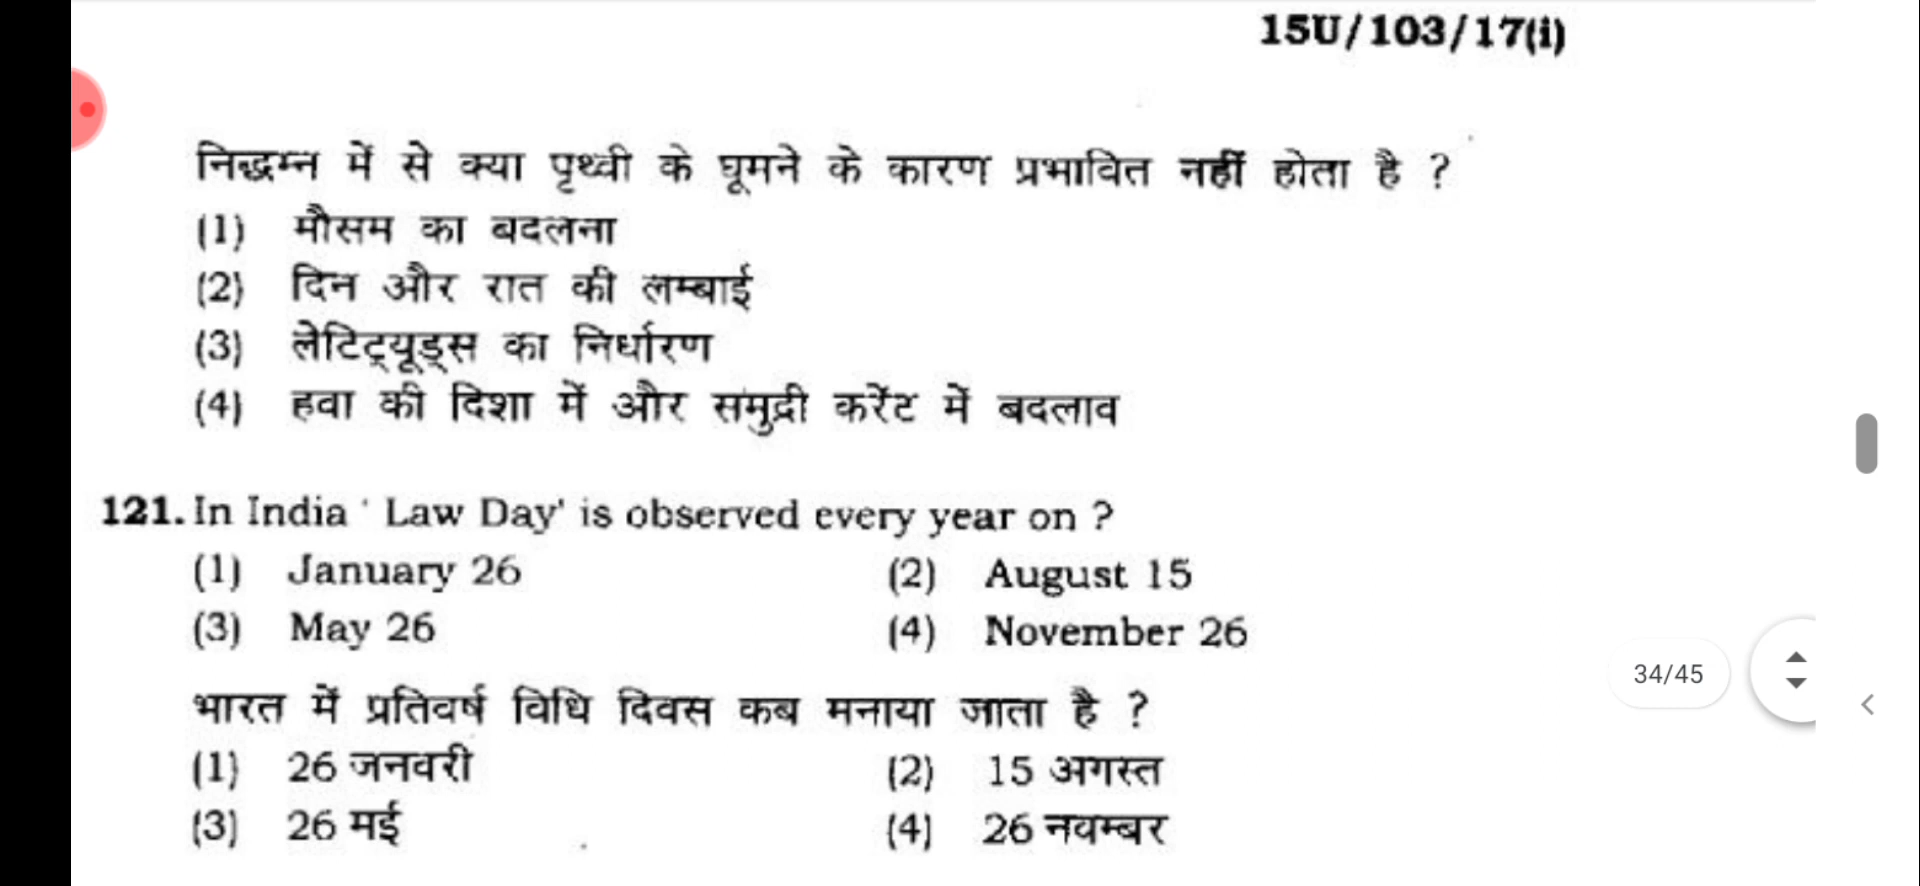 15U/103/17(i)
निद्धम्न में से क्या पृथ्वी के घूमने के कारण प्रभावित नहीं होता है ?
(1) मौसम का बदलना
(2) दिन और रात की लम्बाई
(3) लेटिट्यूड्स का निर्धारण
(4) हवा की दिशा में और समुद्री करेंट में बदलाव
121. In India ' Law Day' is observed every year on ?
(1) January 26 (2) August 15
(3) May 26 (4) November 26
34/45
भारत में प्रतिवर्ष विधि दिवस कब मनाया जाता है ?
(1) 26 जनवरी (2) 15 अगस्त
(3) 26 मई (4) 26 नवम्बर